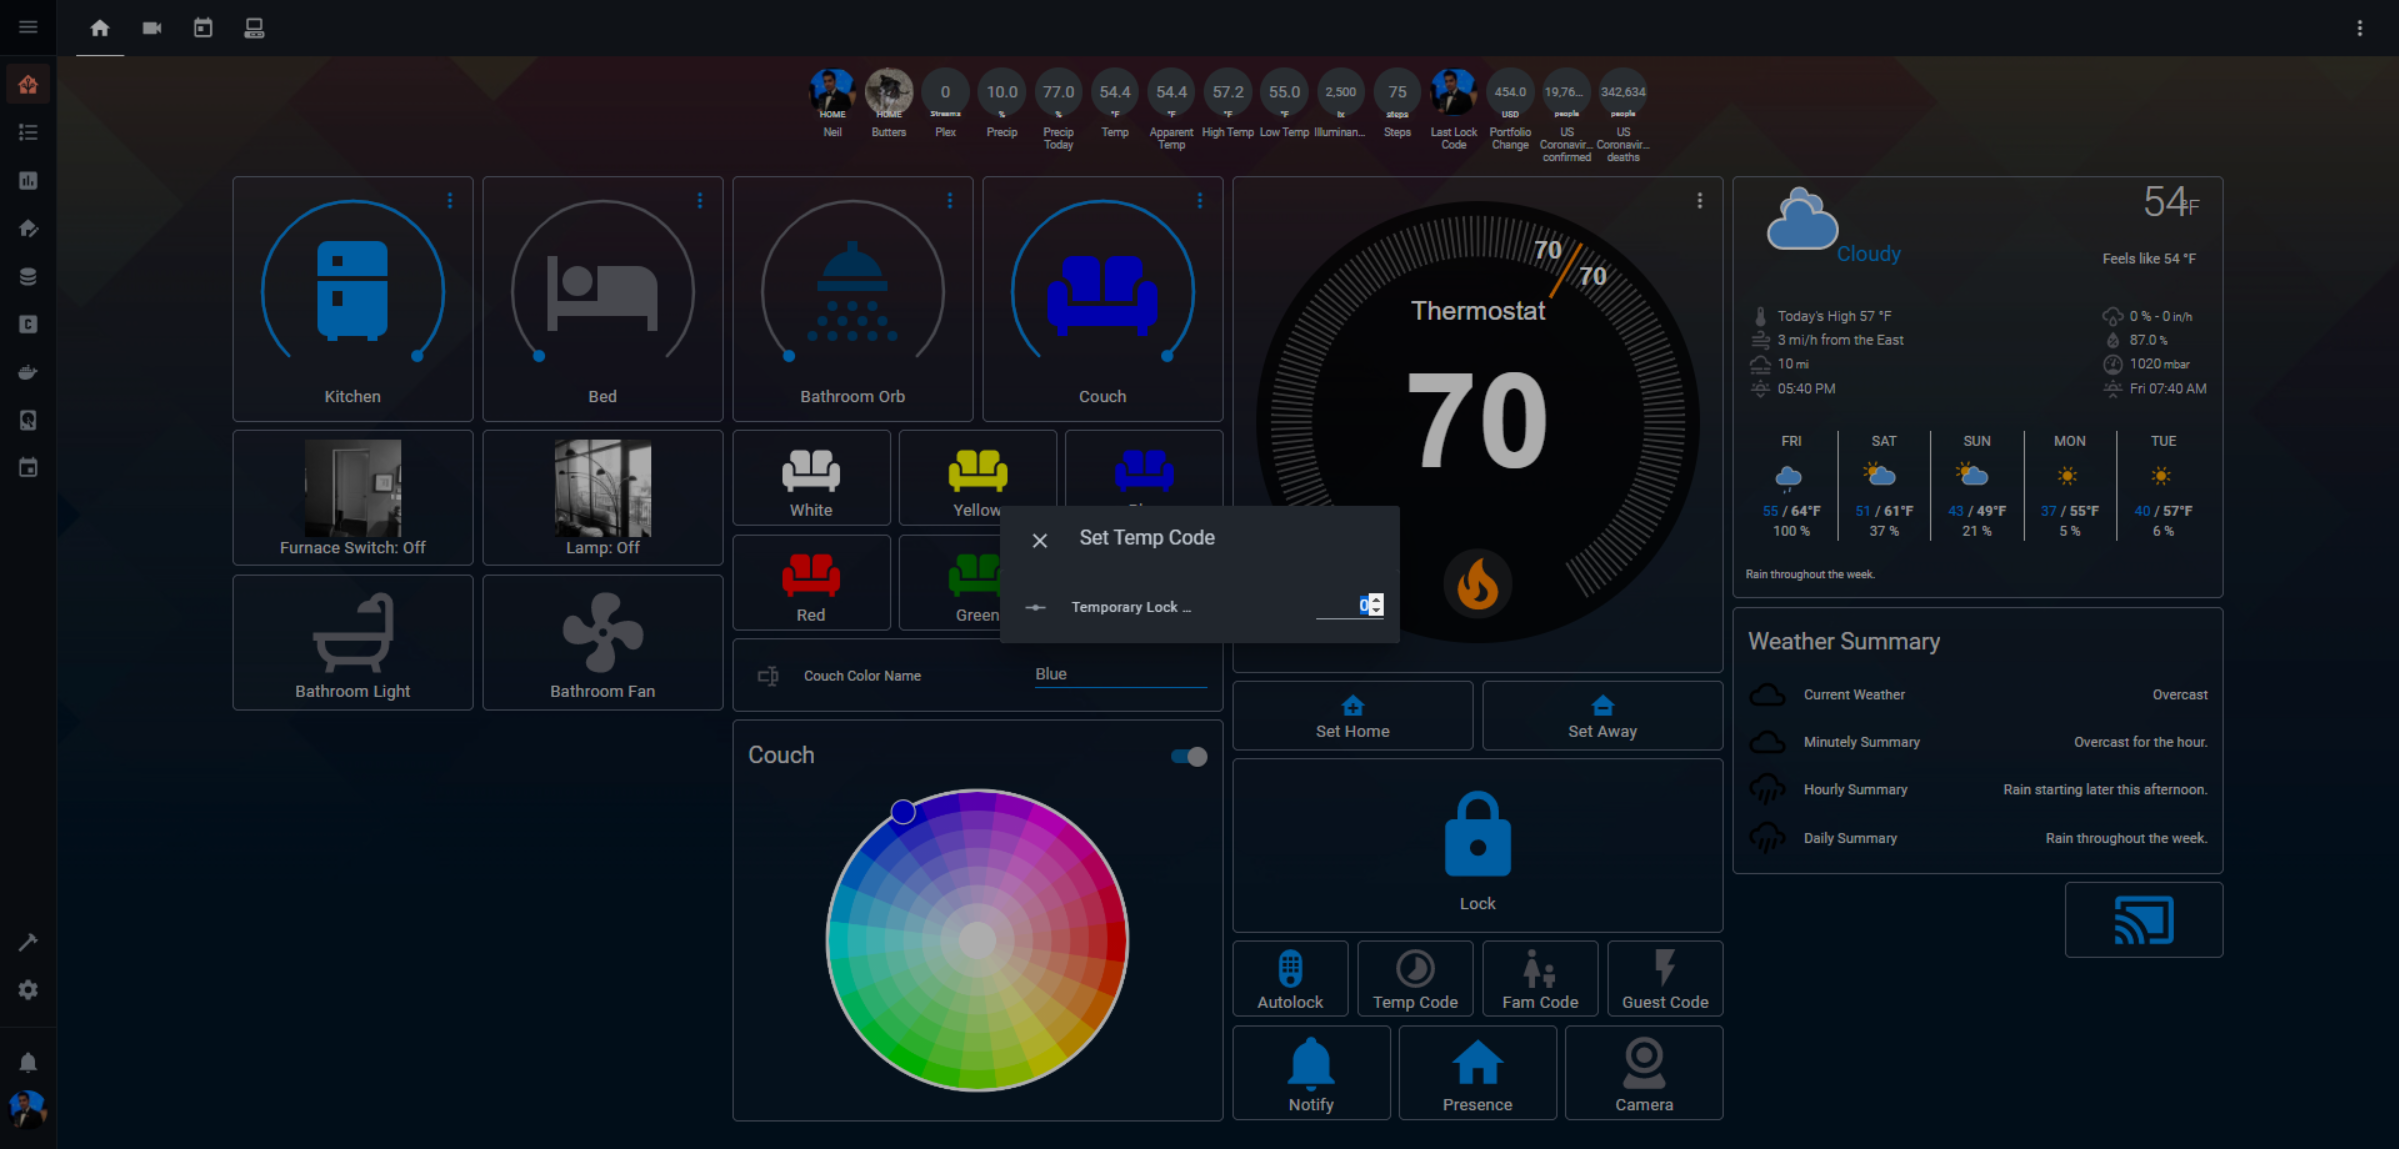 0
10.0
77.0
54.4
54.4
57.2
55.0
2,500
75
454.0
19,76...
342,634
HOME
HOME
Streams
%
%
°F
°F
°F
°F
lx
steps
USD
people
people
Neil
Butters
Plex
Precip
Precip Today
Temp
Apparent Temp
High Temp
Low Temp
Illuminan...
Steps
Last Lock Code
Portfolio Change
US Coronavir... confirmed
US Coronavir... deaths
Kitchen
Bed
Bathroom Orb
Couch
Furnace Switch: Off
Lamp: Off
Bathroom Light
Bathroom Fan
White
Yellow
Red
Green
Couch Color Name
Blue
Couch
Set Temp Code
Temporary Lock ...
0
70
70
Thermostat
70
Set Home
Set Away
Lock
Autolock
Temp Code
Fam Code
Guest Code
Notify
Presence
Camera
Cloudy
54°F
Feels like 54 °F
Today's High 57 °F
0 % - 0 in/h
3 mi/h from the East
87.0 %
10 mi
1020 mbar
05:40 PM
Fri 07:40 AM
FRI
SAT
SUN
MON
TUE
55 / 64°F
51 / 61°F
43 / 49°F
37 / 55°F
40 / 57°F
100 %
37 %
21 %
5 %
6 %
Rain throughout the week.
Weather Summary
Current Weather
Overcast
Minutely Summary
Overcast for the hour.
Hourly Summary
Rain starting later this afternoon.
Daily Summary
Rain throughout the week.